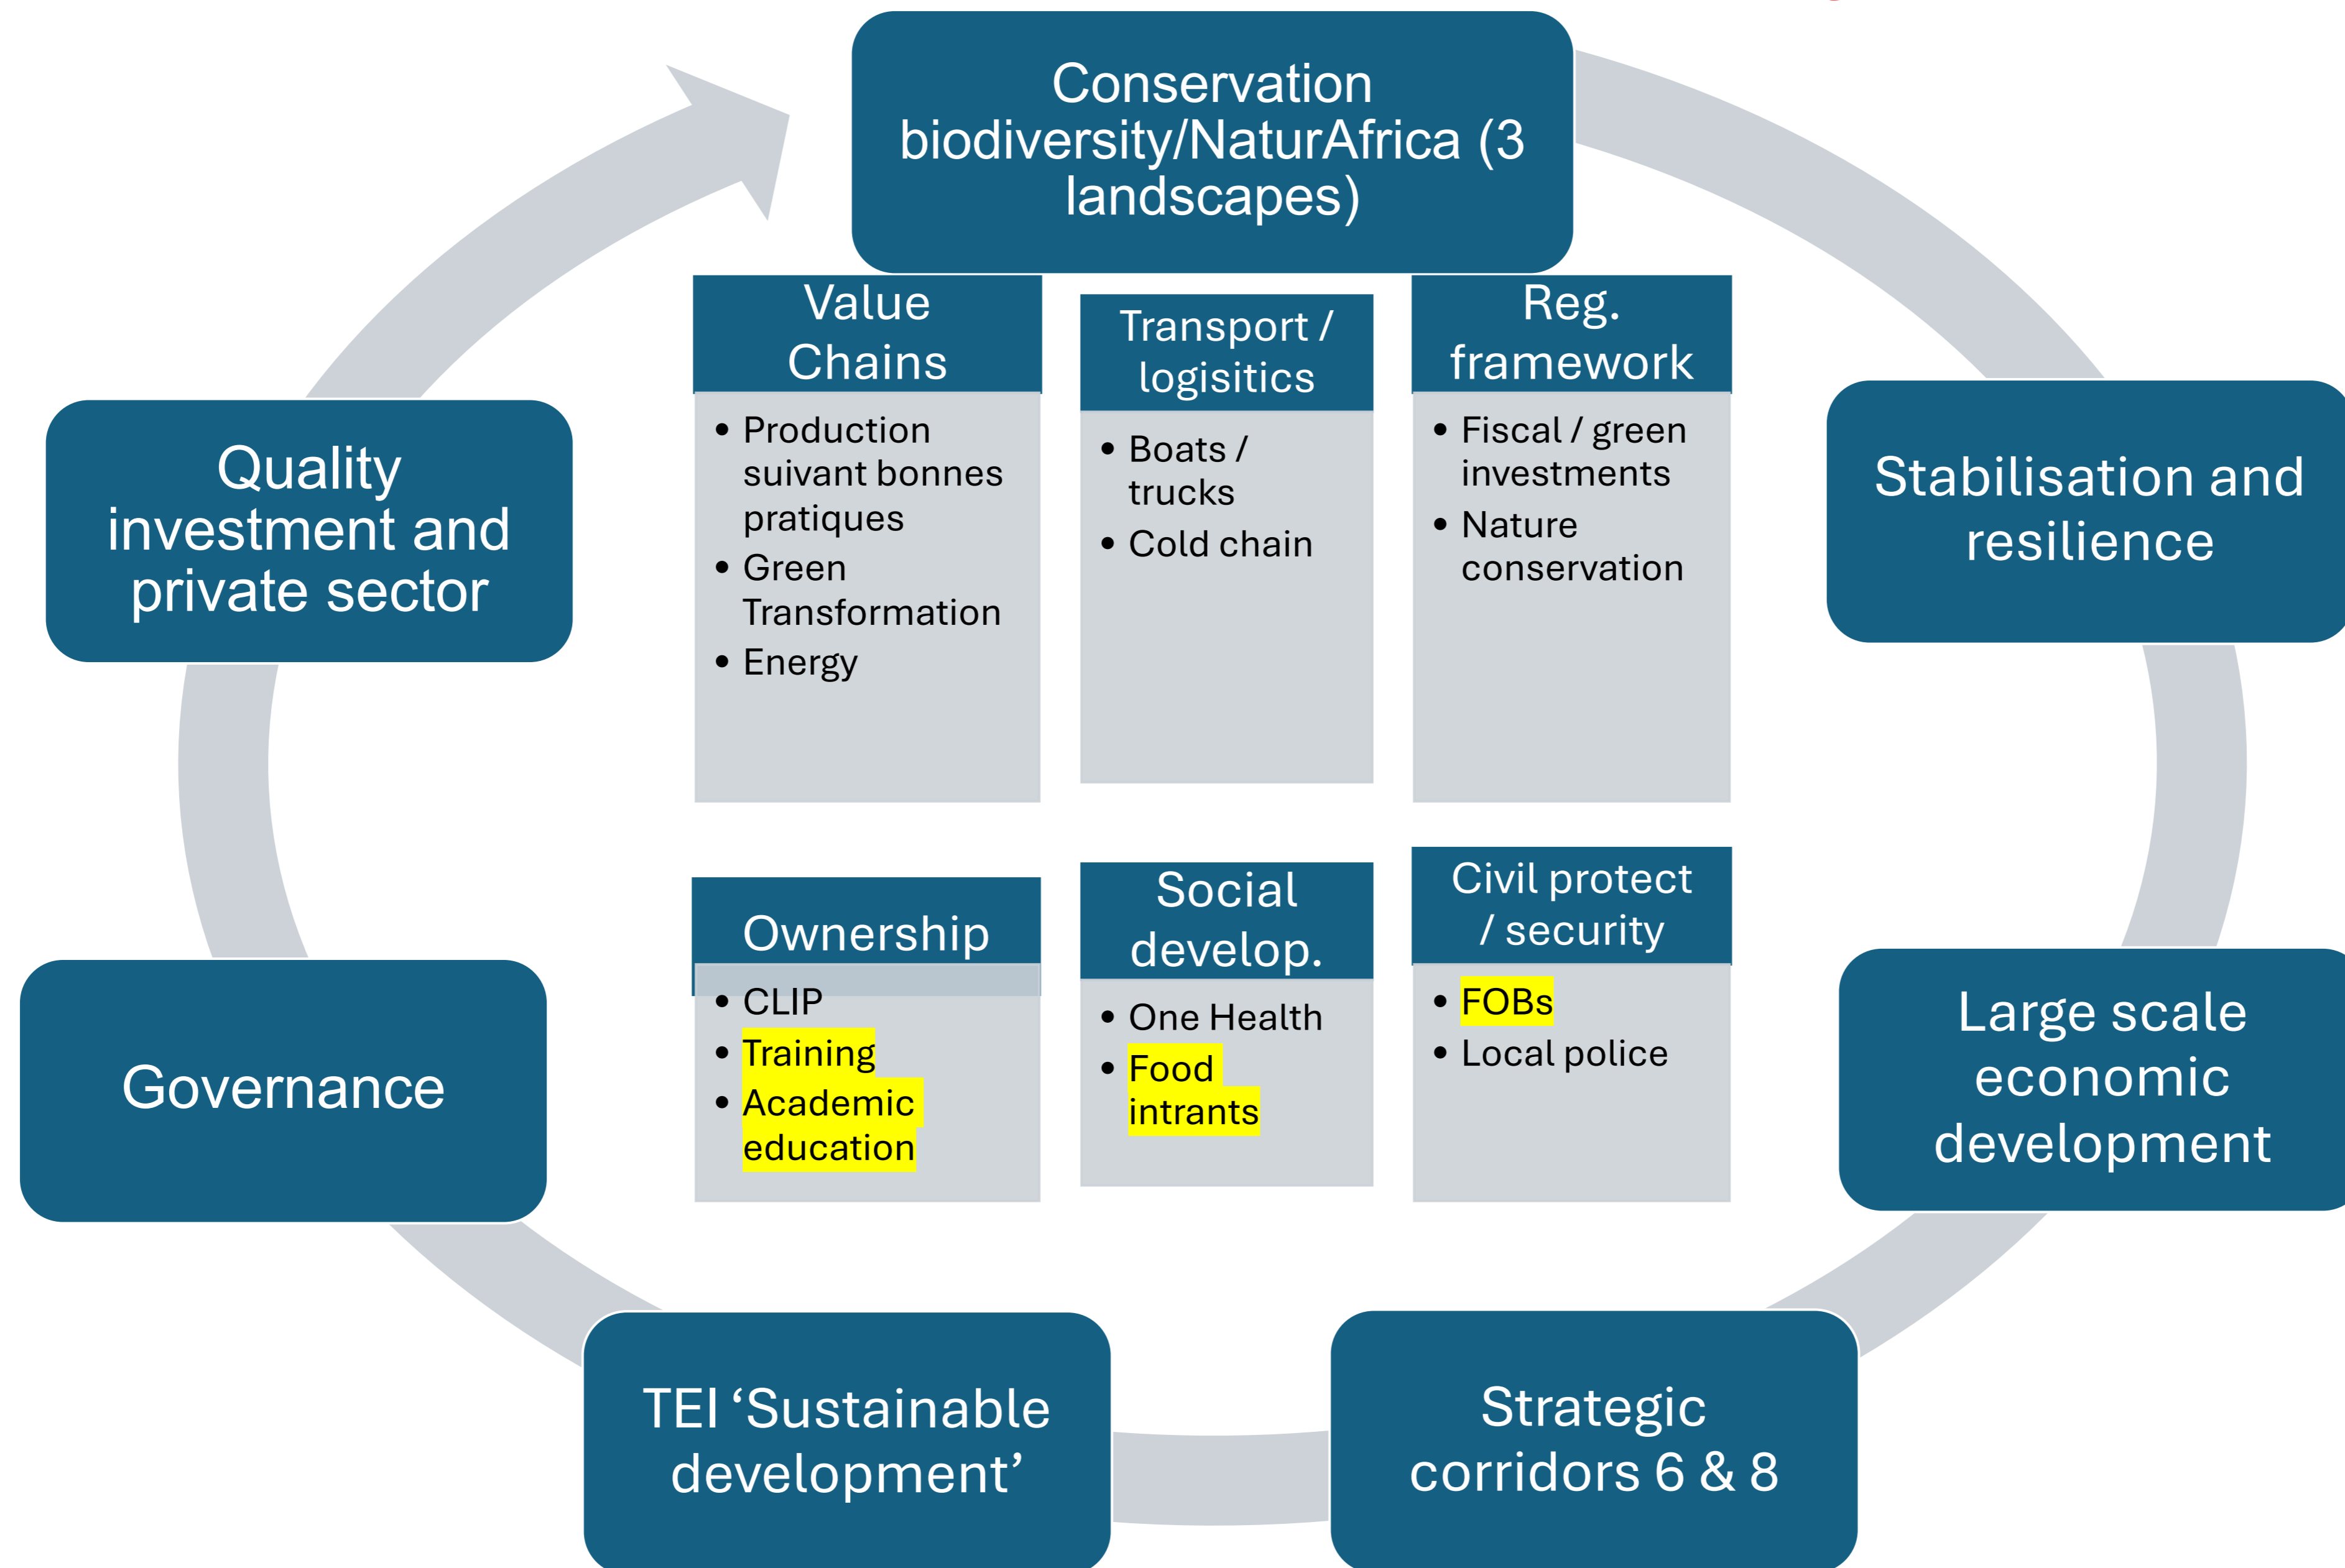 Conservation
biodiversity/NaturAfrica (3
landscapes)
Value
Chains
• Production
suivant bonnes
pratiques
• Green
Transformation
• Energy
Transport /
logisitics
• Boats /
trucks
• Cold chain
Reg.
framework
• Fiscal / green
investments
• Nature
conservation
Quality
investment and
private sector
Stabilisation and
resilience
Ownership
• CLIP
• Training
• Academic
education
Social
develop.
• One Health
• Food
intrants
Civil protect
/ security
• FOBs
• Local police
Governance
Large scale
economic
development
TEI ‘Sustainable
development’
Strategic
corridors 6 & 8